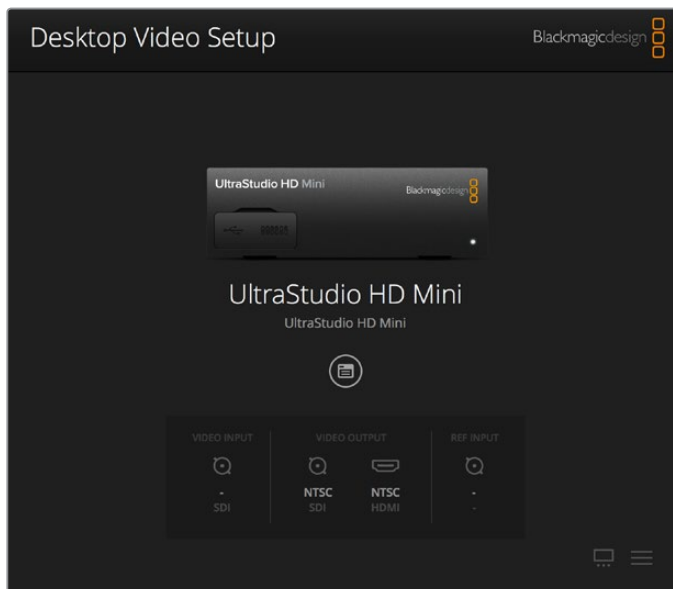 Desktop Video Setup
Blackmagicdesign
UltraStudio HD Mini
Blackmagicdesign
UltraStudio HD Mini
UltraStudio HD Mini
VIDEO INPUT VIDEO OUTPUT REF INPUT
- NTSC NTSC -
SDI SDI HDMI -